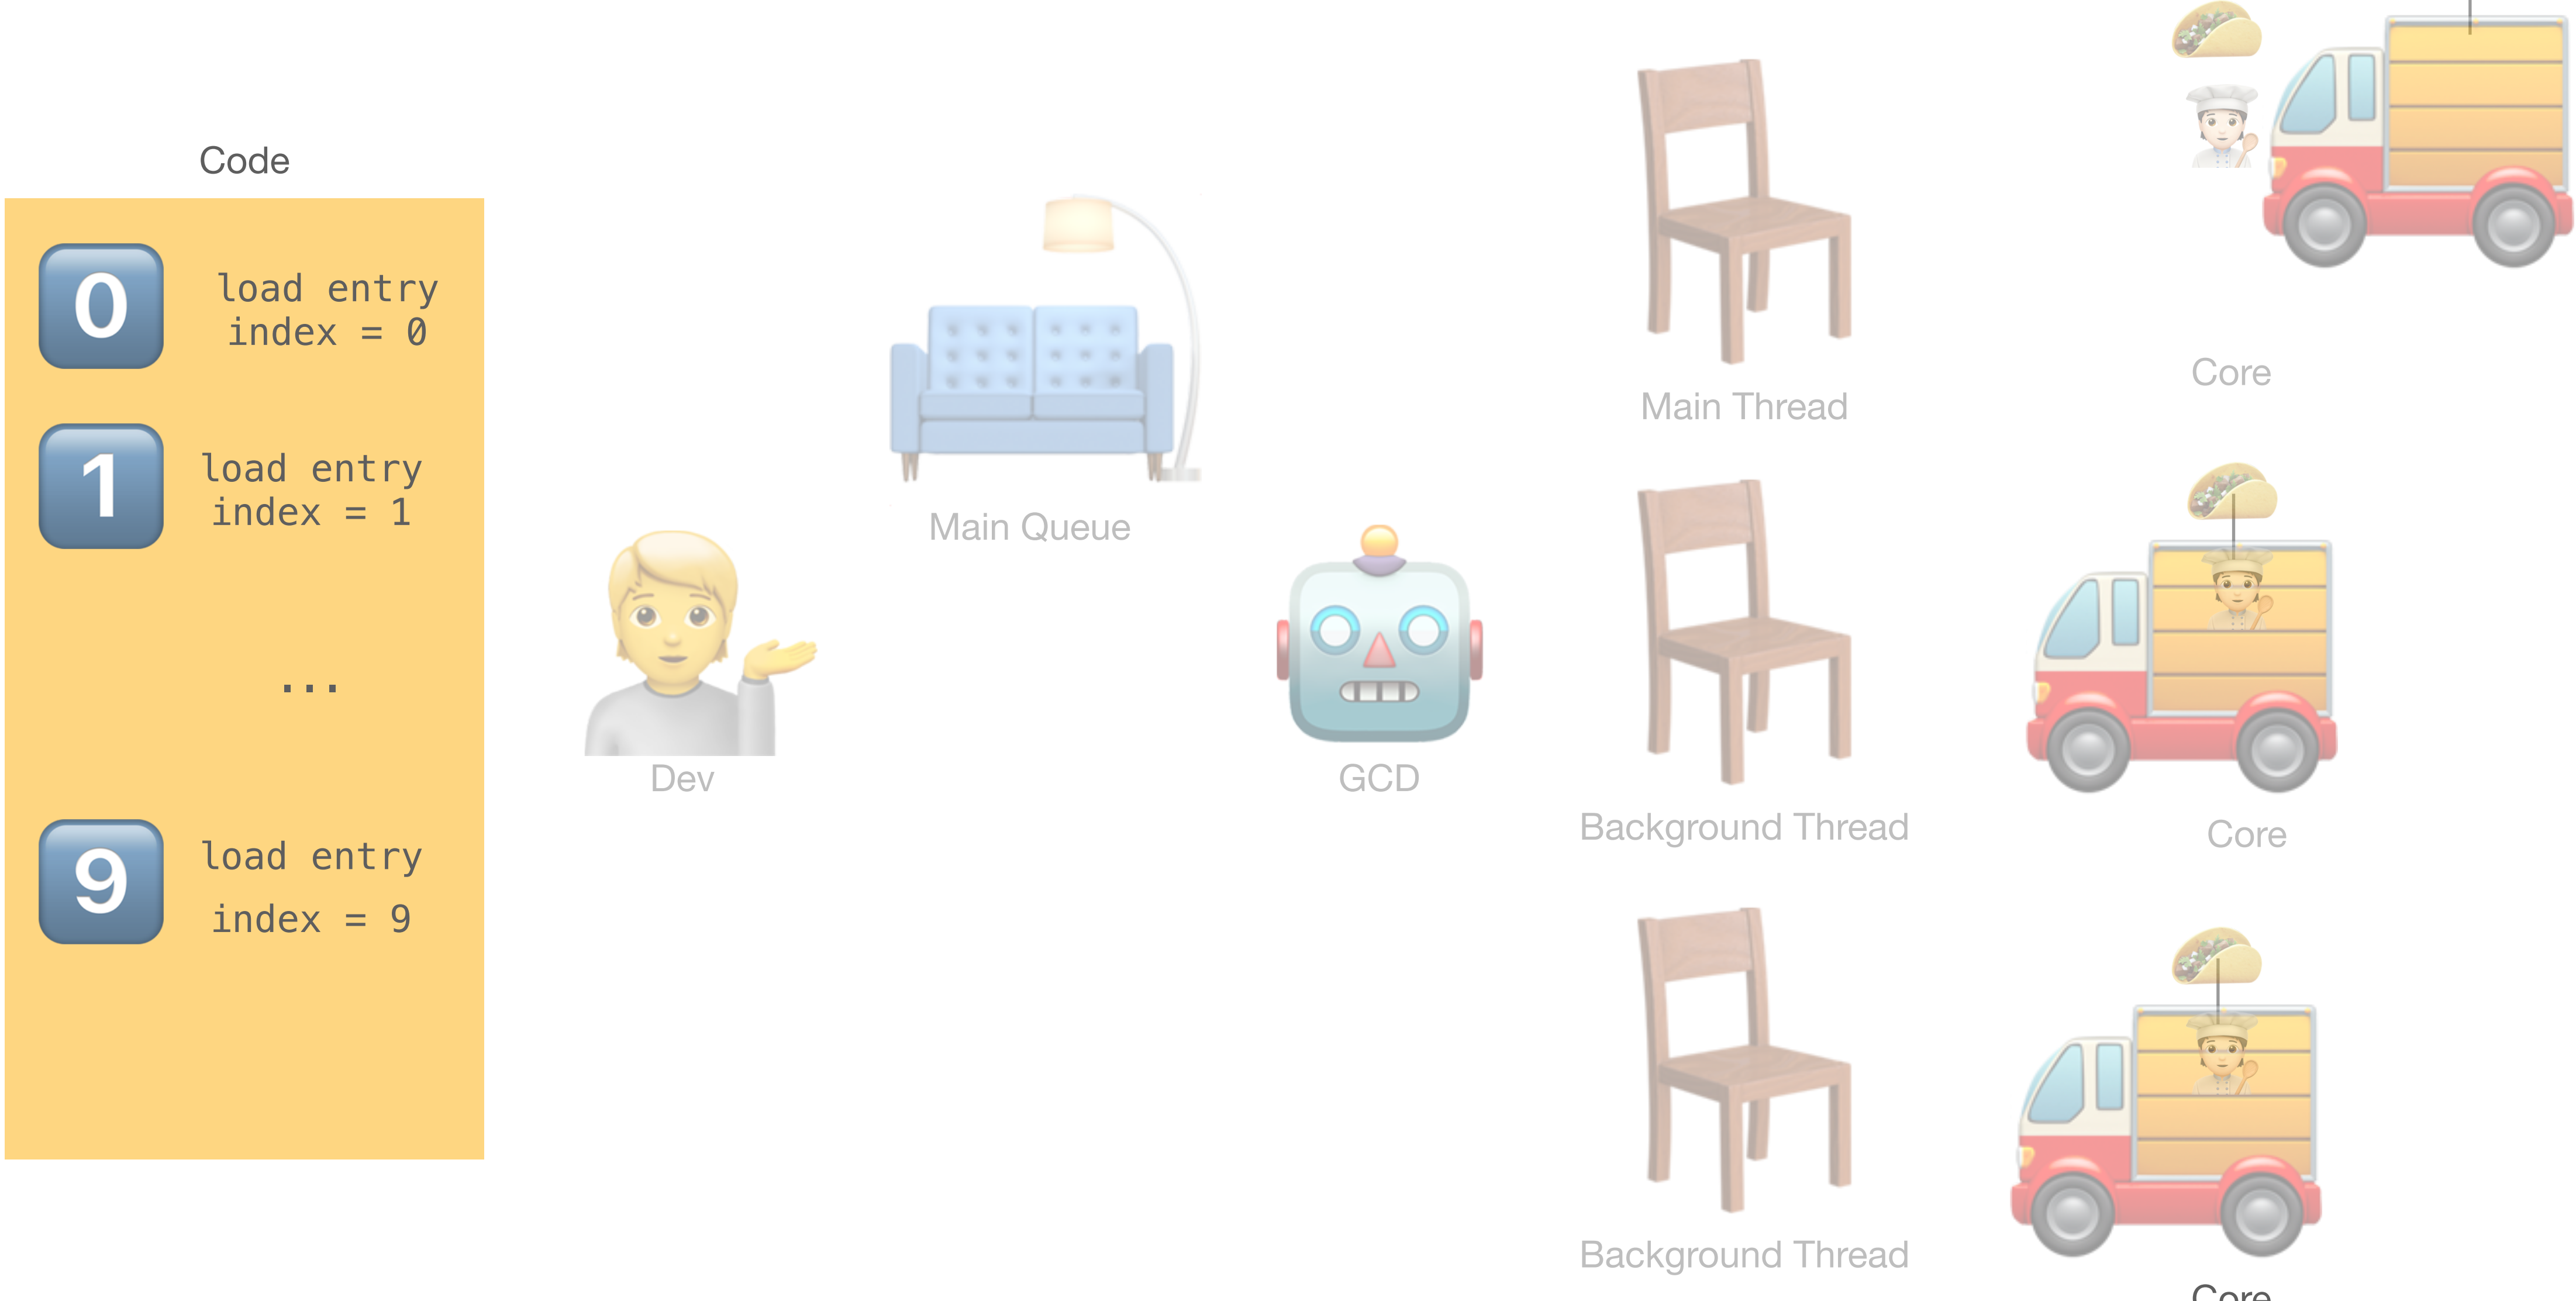 Code
0
load entry
index = 0
1
load entry
index = 1
...
9
load entry
index = 9
Dev
Main Queue
GCD
Main Thread
Background Thread
Background Thread
Core
Core
Core